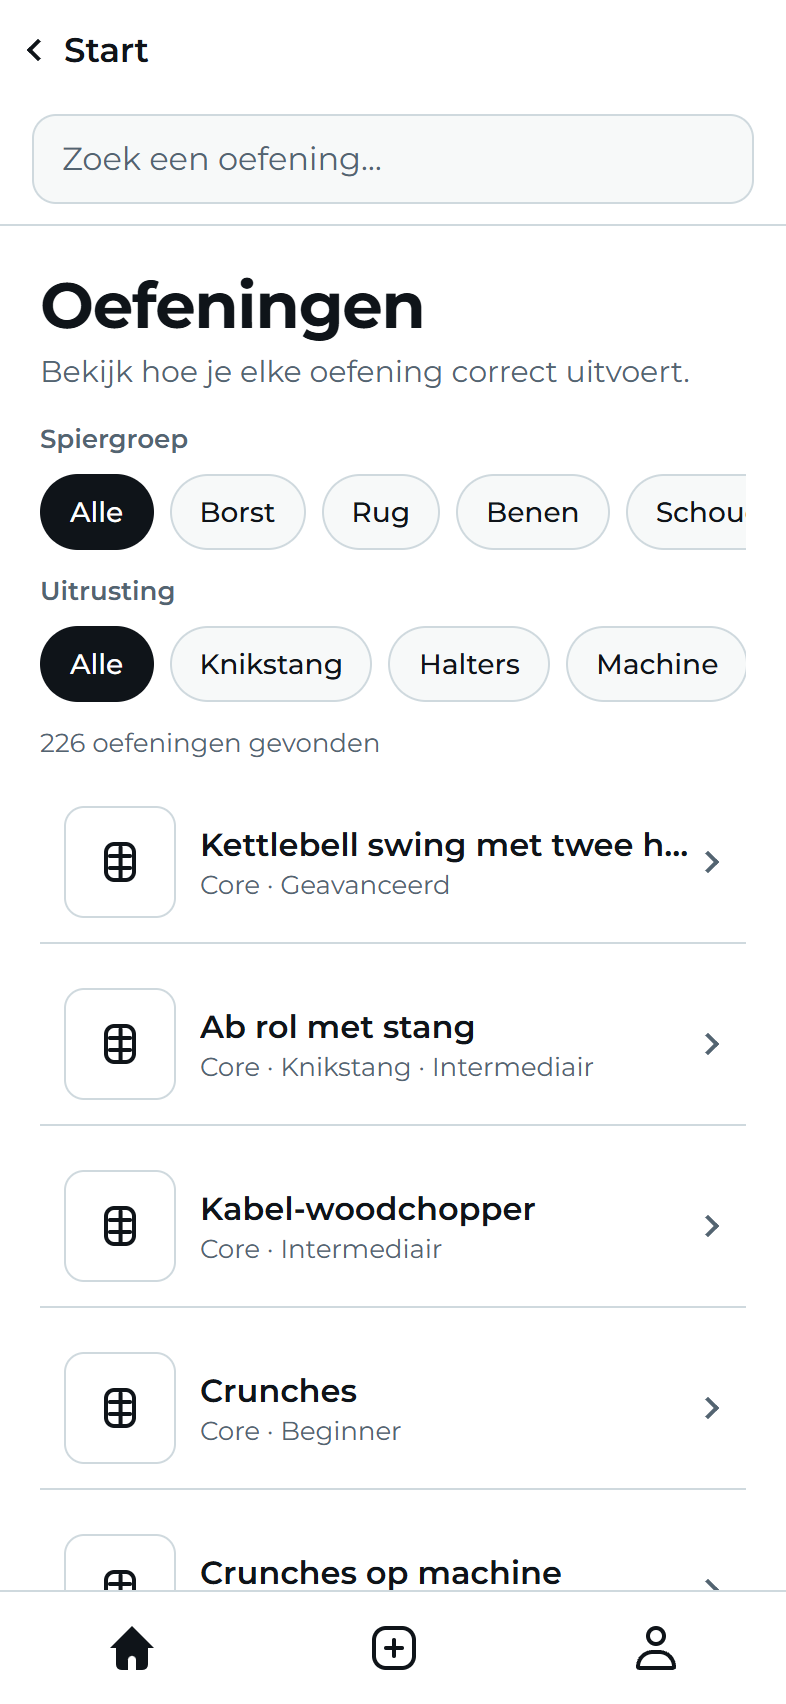 Start
Zoek een oefening...
Oefeningen
Bekijk hoe je elke oefening correct uitvoert.
Spiergroep
Alle Borst Rug Benen Schou
Uitrusting
Alle Knikstang Halters Machine
226 oefeningen gevonden
Kettlebell swing met twee h...
Core · Geavanceerd
Ab rol met stang
Core · Knikstang · Intermediair
Kabel-woodchopper
Core · Intermediair
Crunches
Core · Beginner
Crunches op machine